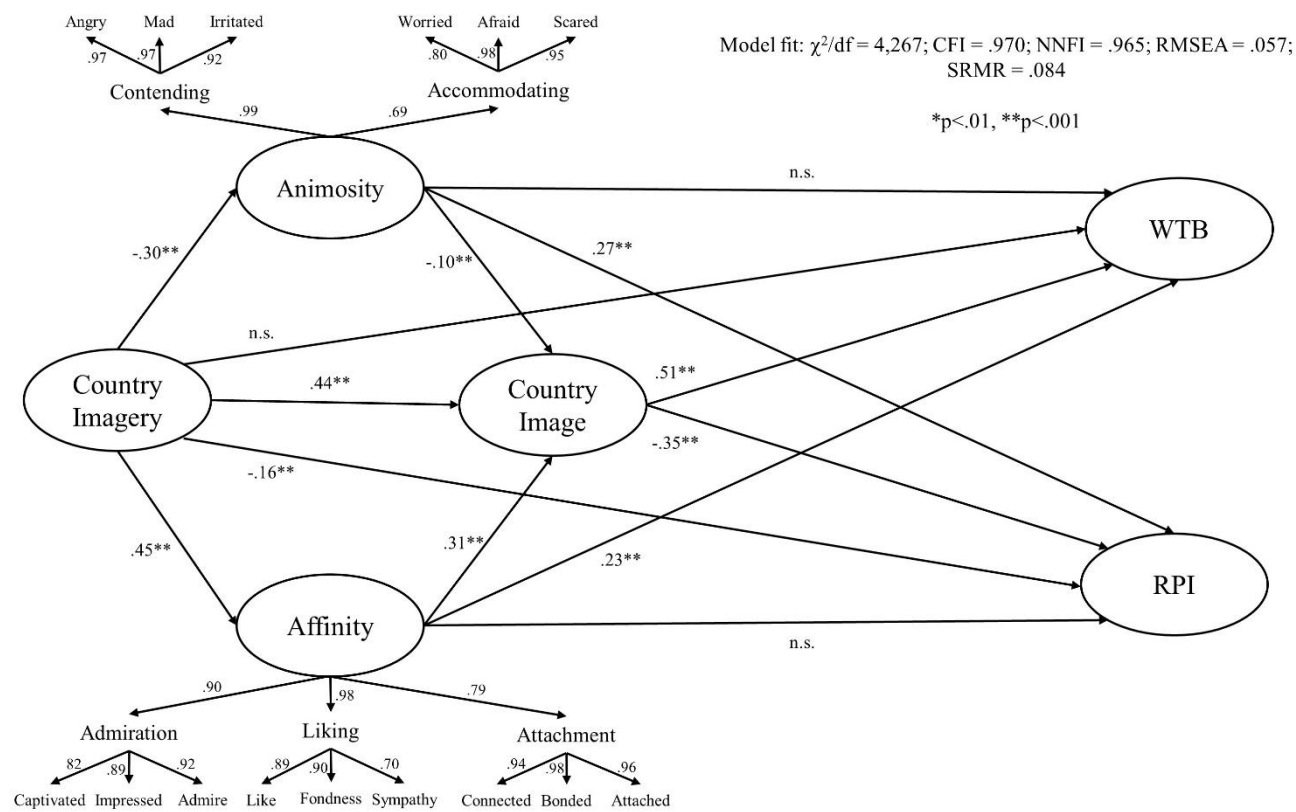 Angry Mad Irritated
.97 .97 .92
Contending
Worried Afraid Scared
.80 .98 .95
Accommodating
Model fit: χ²/df = 4,267; CFI = .970; NNFI = .965; RMSEA = .057;
SRMR = .084
*p<.01, **p<.001
.99 .69
Animosity
n.s.
WTB
-.30**
-.10**
.27**
n.s.
Country
Imagery
.44**
Country
Image
.51**
-.35**
-.16**
.45**
.31**
.23**
RPI
Affinity
n.s.
.90 .98 .79
Admiration Liking Attachment
82 .89 .92
.89 .90 .70
.94 .98 .96
Captivated Impressed Admire
Like Fondness Sympathy
Connected Bonded Attached